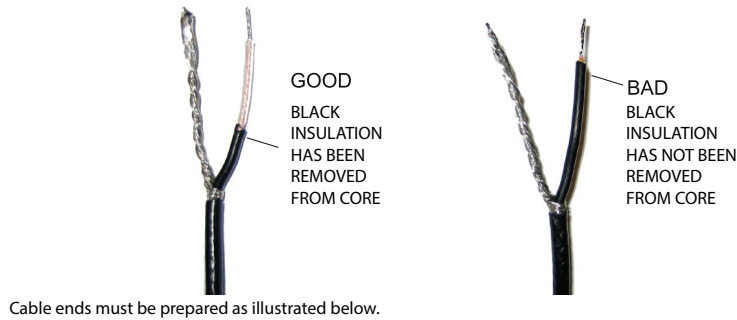 GOOD
BLACK
INSULATION
HAS BEEN
REMOVED
FROM CORE
BAD
BLACK
INSULATION
HAS NOT BEEN
REMOVED
FROM CORE
Cable ends must be prepared as illustrated below.